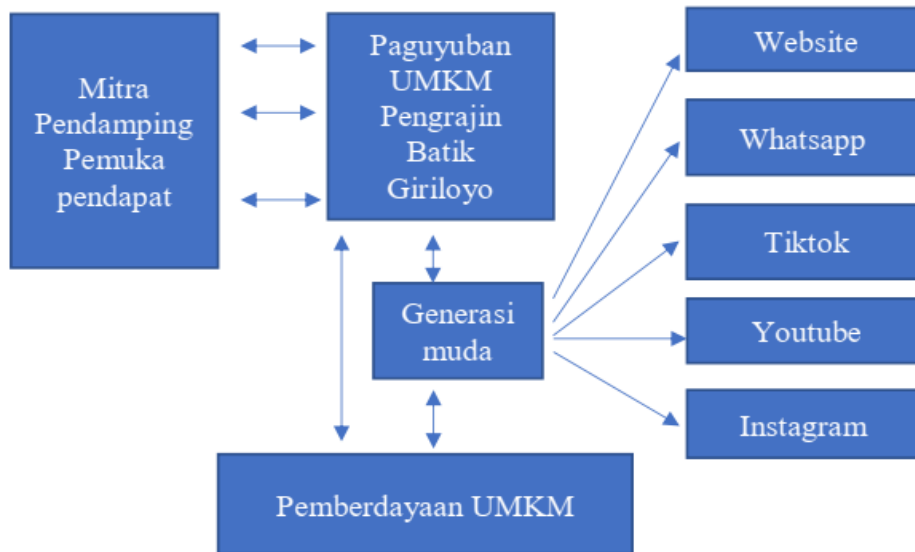 Mitra
Pendamping
Pemuka
pendapat
Paguyuban
UMKM
Pengrajin
Batik
Giriloyo
Generasi
muda
Pemberdayaan UMKM
Website
Whatsapp
Tiktok
Youtube
Instagram